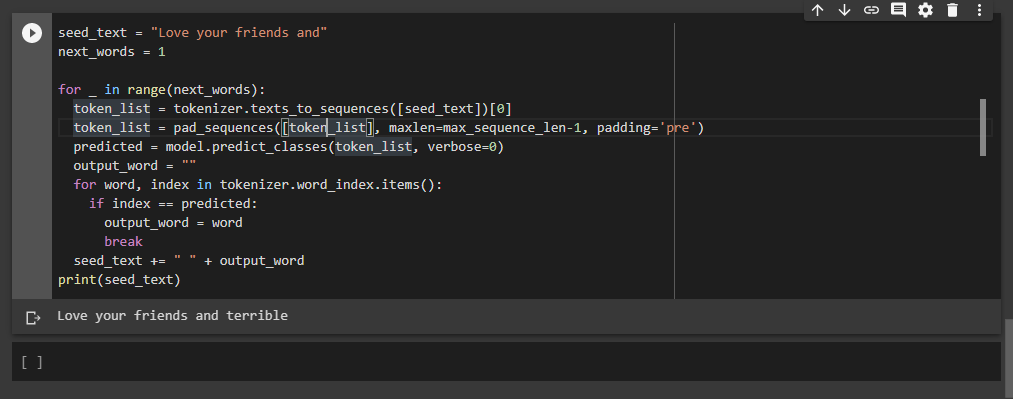 seed_text = "Love your friends and"
next_words = 1

for _ in range(next_words):
  token_list = tokenizer.texts_to_sequences([seed_text])[0]
  token_list = pad_sequences([token_list], maxlen=max_sequence_len-1, padding='pre')
  predicted = model.predict_classes(token_list, verbose=0)
  output_word = ""
  for word, index in tokenizer.word_index.items():
    if index == predicted:
      output_word = word
      break
  seed_text += " " + output_word
print(seed_text)
Love your friends and terrible
[ ]